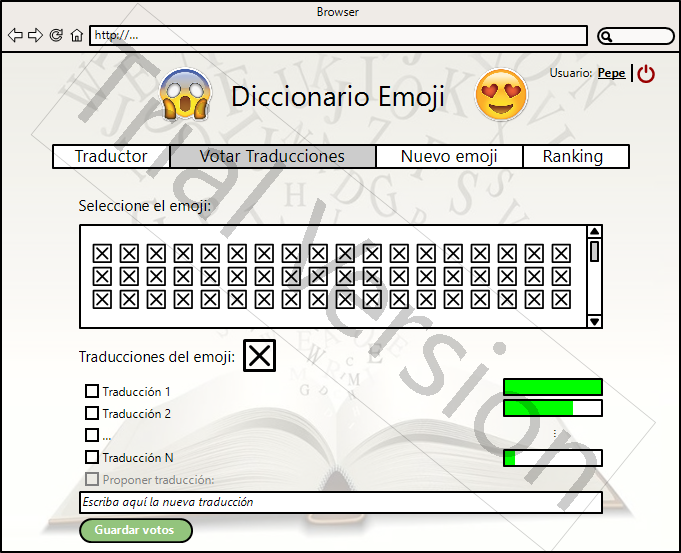 Browser
http://...
Usuario: Pepe
Diccionario Emoji
Traductor
Votar Traducciones
Nuevo emoji
Ranking
Seleccione el emoji:
Traducciones del emoji:
Traducción 1
Traducción 2
...
Traducción N
Proponer traducción:
Escriba aquí la nueva traducción
Guardar votos
Trial Version